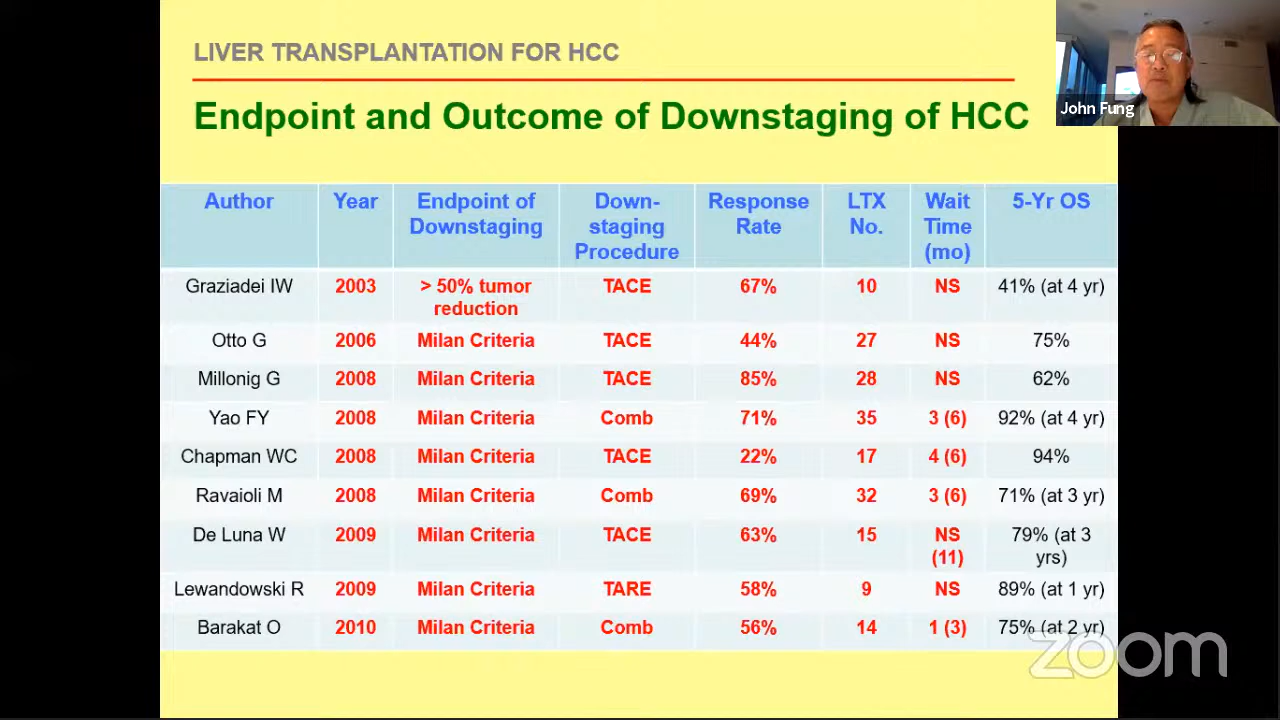 LIVER TRANSPLANTATION FOR HCC
John Fung
Endpoint and Outcome of Downstaging of HCC
Author Year Endpoint of Downstaging Down-staging Procedure Response Rate LTX No. Wait Time (mo) 5-Yr OS
Graziadei IW 2003 > 50% tumor reduction TACE 67% 10 NS 41% (at 4 yr)
Otto G 2006 Milan Criteria TACE 44% 27 NS 75%
Millonig G 2008 Milan Criteria TACE 85% 28 NS 62%
Yao FY 2008 Milan Criteria Comb 71% 35 3 (6) 92% (at 4 yr)
Chapman WC 2008 Milan Criteria TACE 22% 17 4 (6) 94%
Ravaioli M 2008 Milan Criteria Comb 69% 32 3 (6) 71% (at 3 yr)
De Luna W 2009 Milan Criteria TACE 63% 15 NS (11) 79% (at 3 yrs)
Lewandowski R 2009 Milan Criteria TARE 58% 9 NS 89% (at 1 yr)
Barakat O 2010 Milan Criteria Comb 56% 14 1 (3) 75% (at 2 yr)
zoom